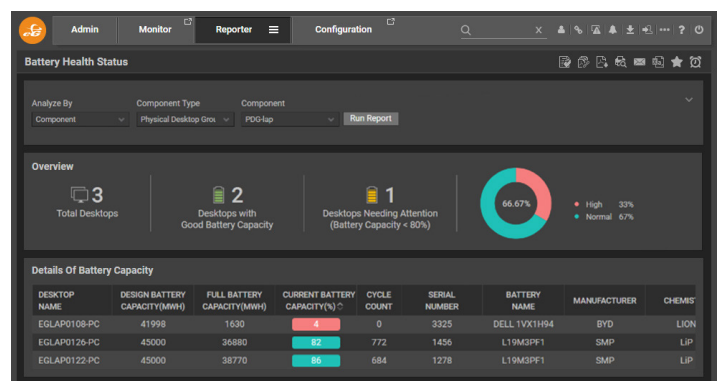 Admin Monitor Reporter Configuration X ?
Battery Health Status
Analyze By Component Type Component
Component Physical Desktop Grou PDG-lap Run Report
Overview
3
Total Desktops
2
Desktops with
Good Battery Capacity
1
Desktops Needing Attention
(Battery Capacity < 80%)
66.67%
High 33%
Normal 67%
Details Of Battery Capacity
DESKTOP DESIGN BATTERY FULL BATTERY CURRENT BATTERY CYCLE SERIAL BATTERY MANUFACTURER CHEMIS
NAME CAPACITY(MWH) CAPACITY(MWH) CAPACITY(%) COUNT NUMBER NAME
EGLAP0108-PC 41998 1630 4 0 3325 DELL 1VX1H94 BYD LION
EGLAP0126-PC 45000 36880 82 772 1456 L19M3PF1 SMP LiP
EGLAP0122-PC 45000 38770 86 684 1278 L19M3PF1 SMP LiP